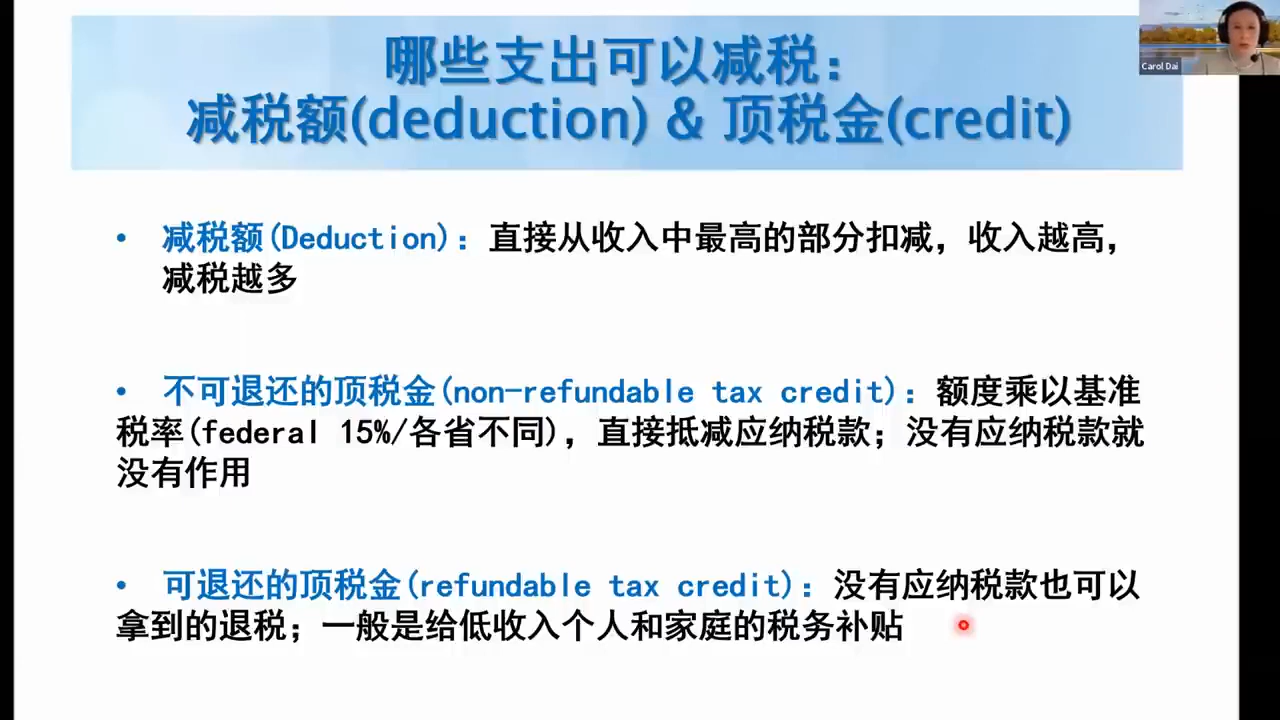 哪些支出可以减税：
减税额(deduction) & 顶税金(credit)
Carol Dai
• 减税额(Deduction)：直接从收入中最高的部分扣减，收入越高，
减税越多
• 不可退还的顶税金(non-refundable tax credit)：额度乘以基准
税率(federal 15%/各省不同)，直接抵减应纳税款；没有应纳税款就
没有作用
• 可退还的顶税金(refundable tax credit)：没有应纳税款也可以
拿到的退税；一般是给低收入个人和家庭的税务补贴